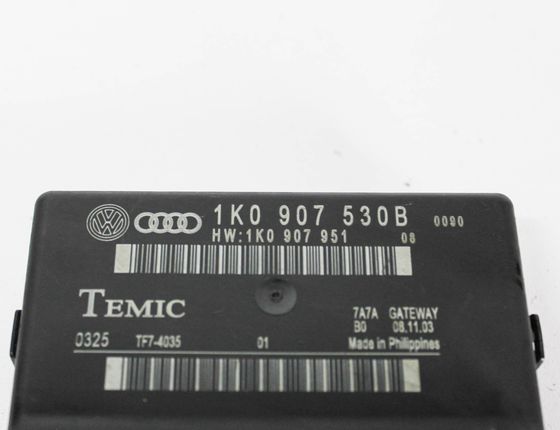 1K0 907 530B 0090
HW:1K0 907 951 08
TEMIC
7A7A GATEWAY
B0 08.11.03
0325 TF7-4035 01 Made in Philippines